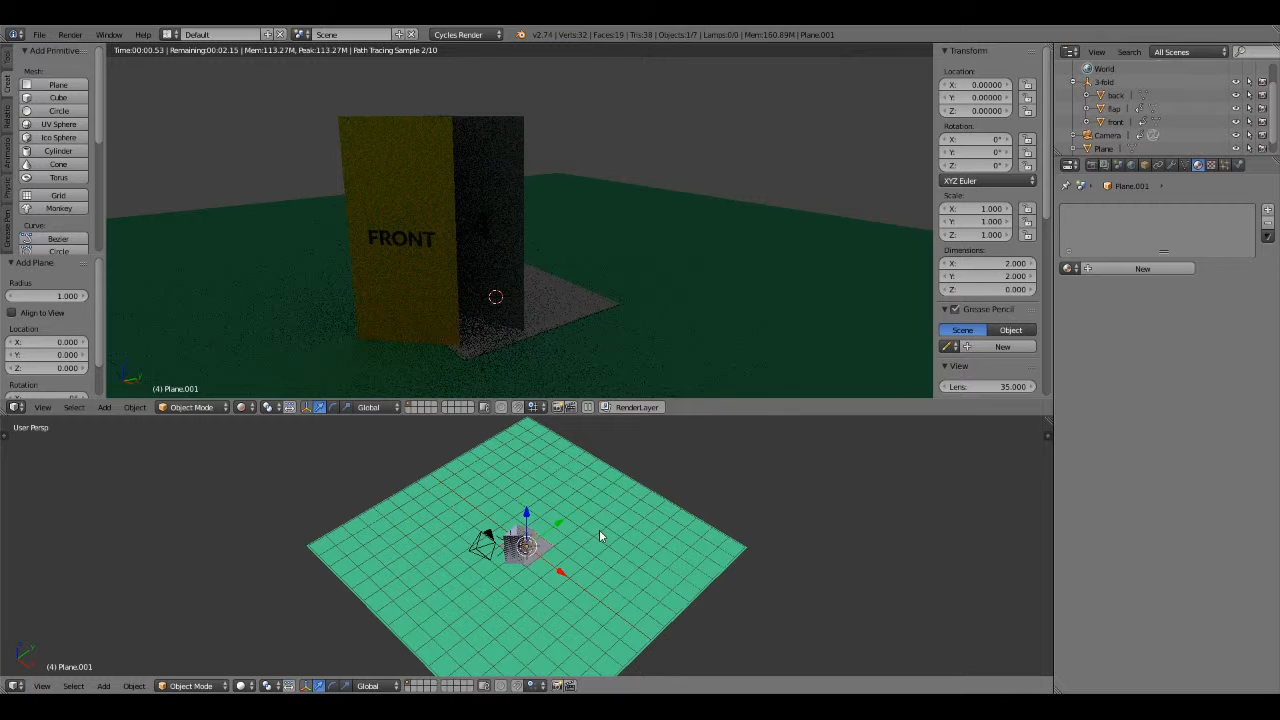 File Render Window Help Default Scene Cycles Render v2.74 | Verts:32 | Faces:19 | Tris:38 | Objects:1/7 | Lamps:0/0 | Mem:160.89M | Plane.001
Time:00:00.53 | Remaining:00:02.15 | Mem:113.27M, Peak:113.27M | Path Tracing Sample 2/10
Add Primitive
Mesh:
Plane
Cube
Circle
UV Sphere
Ico Sphere
Cylinder
Cone
Torus
Grid
Monkey
Curve:
Bezier
Circle
Add Plane
Radius
1.000
Align to View
Location
X: 0.000
Y: 0.000
Z: 0.000
Rotation
FRONT
(4) Plane.001
View Select Add Object Object Mode Global RenderLayer
Transform
Location:
X: 0.00000
Y: 0.00000
Z: 0.00000
Rotation:
X: 0°
Y: 0°
Z: 0°
XYZ Euler
Scale:
X: 1.000
Y: 1.000
Z: 1.000
Dimensions:
X: 2.000
Y: 2.000
Z: 0.000
Grease Pencil
Scene Object
New
View
Lens: 35.000
View Search All Scenes
World
3-fold
back
flap
front
Camera
Plane
Plane.001
New
User Persp
(4) Plane.001
View Select Add Object Object Mode Global